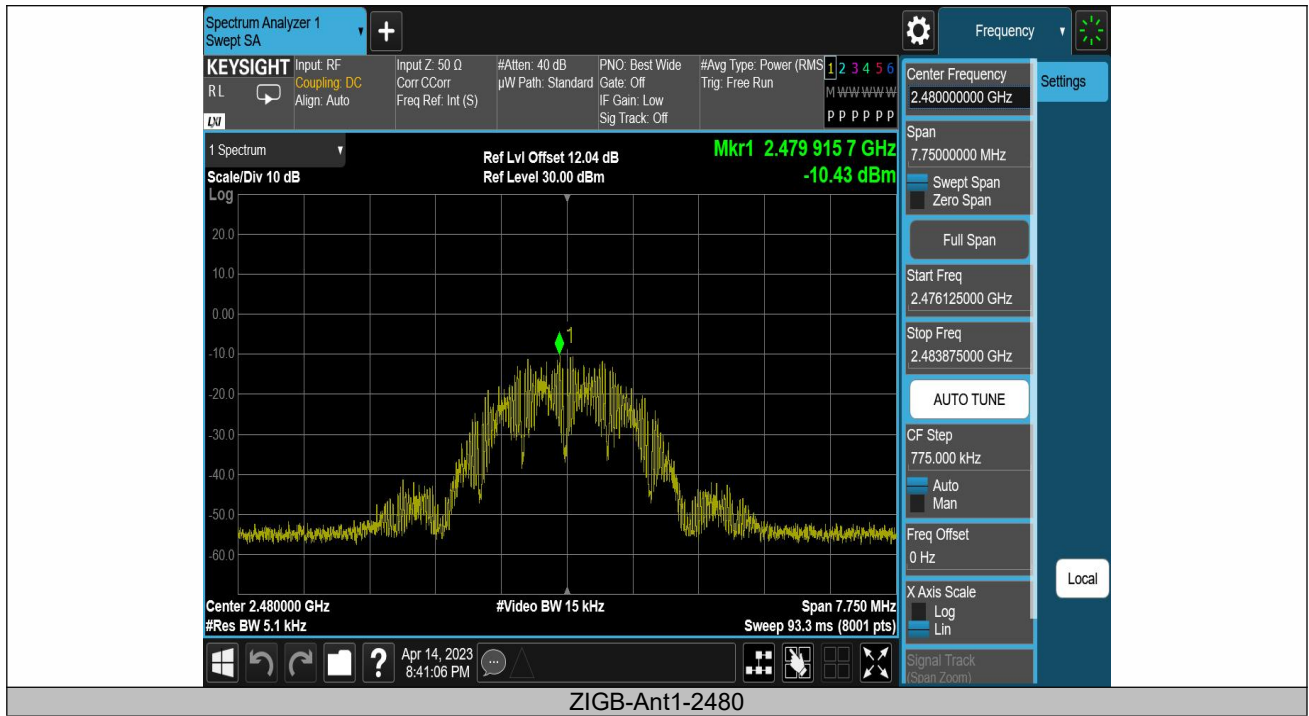 Spectrum Analyzer 1
Swept SA
+
Frequency
KEYSIGHT
R L
LXI
Input: RF
Coupling: DC
Align: Auto
Input Z: 50 Ω
Corr CCorr
Freq Ref: Int (S)
#Atten: 40 dB
µW Path: Standard
PNO: Best Wide
Gate: Off
IF Gain: Low
Sig Track: Off
#Avg Type: Power (RMS
Trig: Free Run
1 2 3 4 5 6
M W W W W W
P P P P P P
1 Spectrum
Scale/Div 10 dB
Ref Lvl Offset 12.04 dB
Ref Level 30.00 dBm
Mkr1 2.479 915 7 GHz
-10.43 dBm
Log
20.0
10.0
0.00
-10.0
-20.0
-30.0
-40.0
-50.0
-60.0
1
Center 2.480000 GHz
#Res BW 5.1 kHz
#Video BW 15 kHz
Span 7.750 MHz
Sweep 93.3 ms (8001 pts)
Center Frequency
2.480000000 GHz
Settings
Span
7.75000000 MHz
Swept Span
Zero Span
Full Span
Start Freq
2.476125000 GHz
Stop Freq
2.483875000 GHz
AUTO TUNE
CF Step
775.000 kHz
Auto
Man
Freq Offset
0 Hz
X Axis Scale
Log
Lin
Local
Signal Track
(Span Zoom)
?
Apr 14, 2023
8:41:06 PM
ZIGB-Ant1-2480